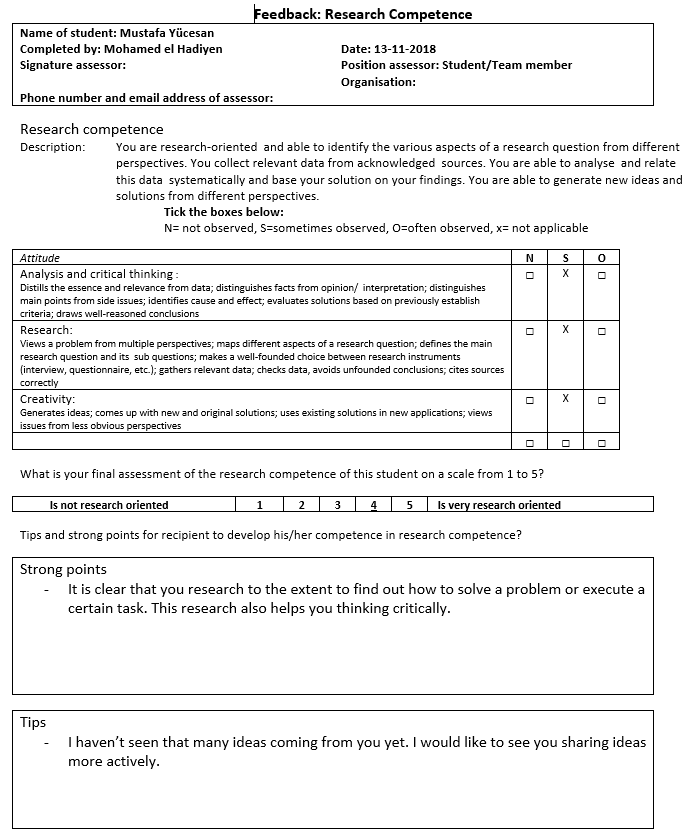 Feedback: Research Competence
Name of student: Mustafa Yücesan
Completed by: Mohamed el Hadiyen Date: 13-11-2018
Signature assessor: Position assessor: Student/Team member
Organisation:
Phone number and email address of assessor:
Research competence
Description: You are research-oriented and able to identify the various aspects of a research question from different
perspectives. You collect relevant data from acknowledged sources. You are able to analyse and relate
this data systematically and base your solution on your findings. You are able to generate new ideas and
solutions from different perspectives.
Tick the boxes below:
N= not observed, S=sometimes observed, O=often observed, x= not applicable
Attitude N S O
Analysis and critical thinking : ☐ X ☐
Distills the essence and relevance from data; distinguishes facts from opinion/ interpretation; distinguishes
main points from side issues; identifies cause and effect; evaluates solutions based on previously establish
criteria; draws well-reasoned conclusions
Research: ☐ X ☐
Views a problem from multiple perspectives; maps different aspects of a research question; defines the main
research question and its sub questions; makes a well-founded choice between research instruments
(interview, questionnaire, etc.); gathers relevant data; checks data, avoids unfounded conclusions; cites sources
correctly
Creativity: ☐ X ☐
Generates ideas; comes up with new and original solutions; uses existing solutions in new applications; views
issues from less obvious perspectives
☐ ☐ ☐
What is your final assessment of the research competence of this student on a scale from 1 to 5?
Is not research oriented 1 2 3 4 5 Is very research oriented
Tips and strong points for recipient to develop his/her competence in research competence?
Strong points
- It is clear that you research to the extent to find out how to solve a problem or execute a
certain task. This research also helps you thinking critically.
Tips
- I haven't seen that many ideas coming from you yet. I would like to see you sharing ideas
more actively.